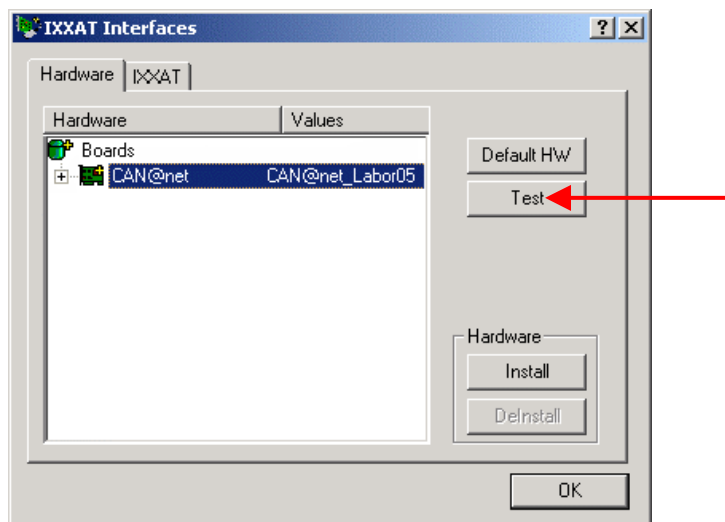 IXXAT Interfaces
Hardware IXXAT
Hardware Values
Boards
CAN@net CAN@net_Labor05
Default HW
Test
Hardware
Install
DeInstall
OK